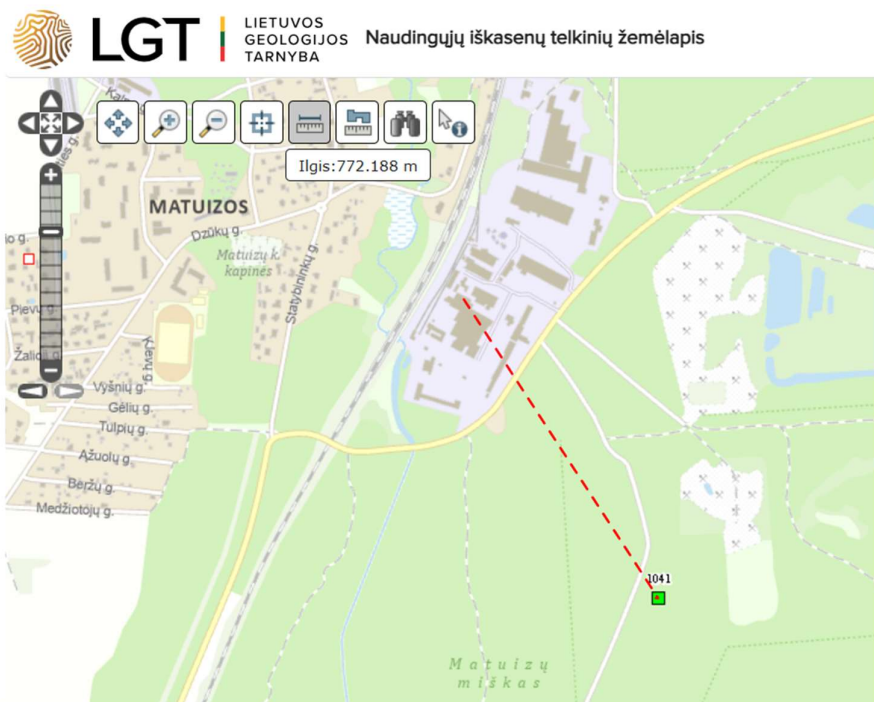 LGT
LIETUVOS
GEOLOGIJOS
TARNYBA
Naudingųjų iškasenų telkinių žemėlapis
Ilgis:772.188 m
MATUIZOS
Dzūkų g.
Matuizų k.
kapinės
Statybininkų g.
Pievų g.
Žalioji g.
Klevų g.
Vyšnių g.
Gėlių g.
Tulpių g.
Ąžuolų g.
Beržų g.
Medžiotojų g.
1041
Matuizų
miškas